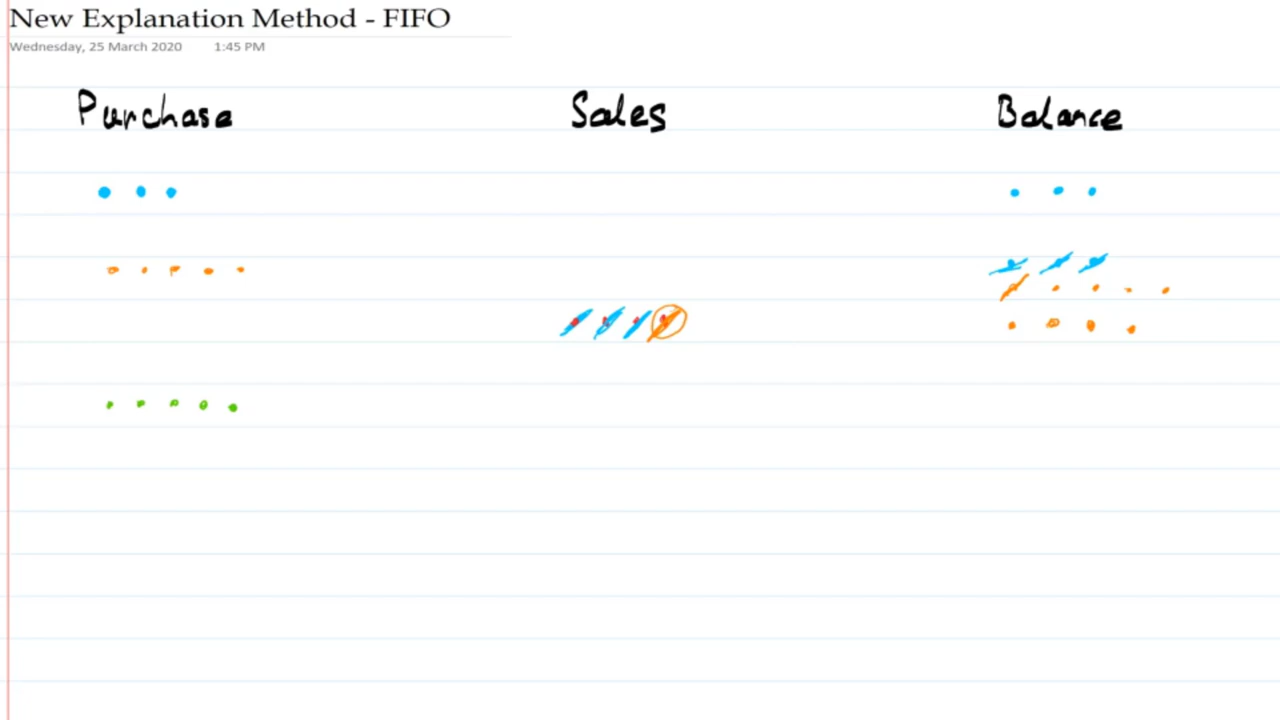 New Explanation Method - FIFO
Wednesday, 25 March 2020 1:45 PM
Purchase Sales Balance